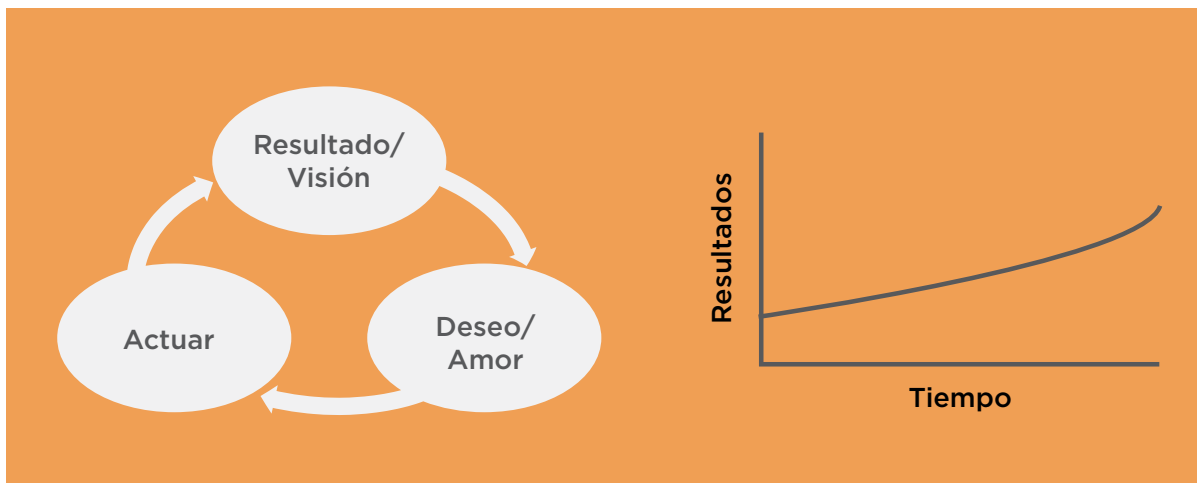 Resultado/
Visión
Actuar
Deseo/
Amor
Resultados
Tiempo